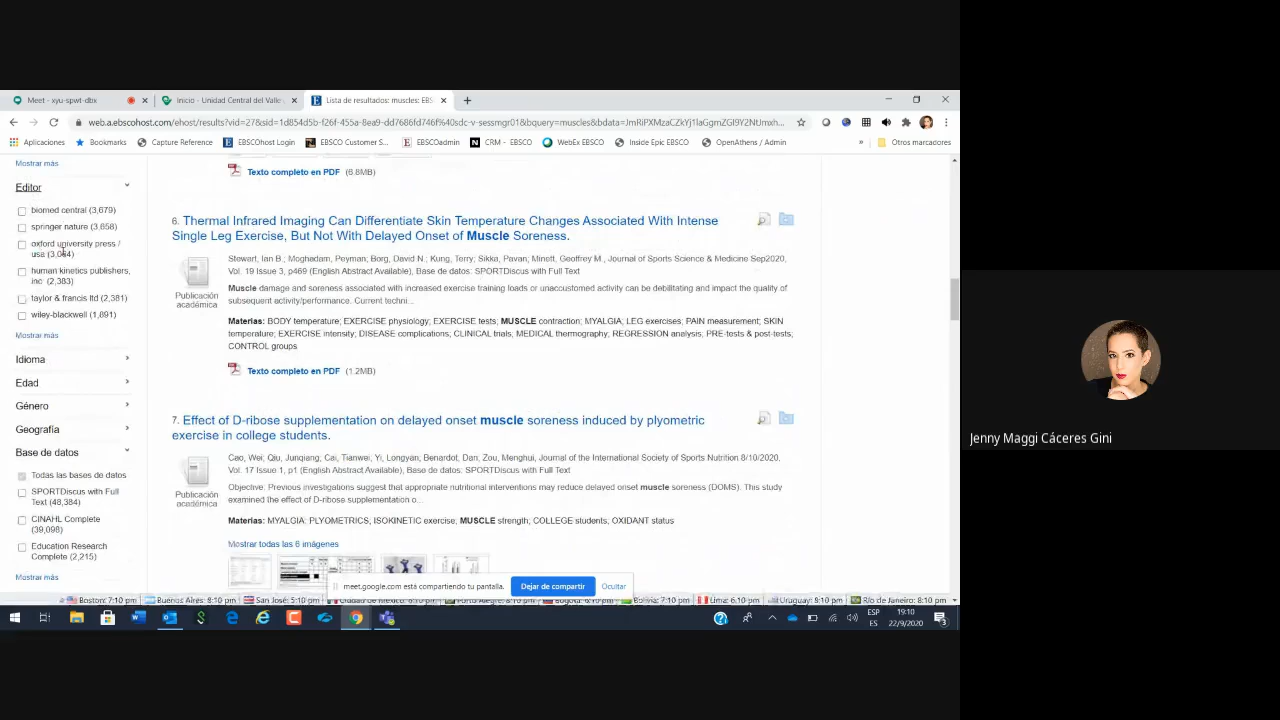 Meet - xyu-spwt-dbx
Inicio - Unidad Central del Valle
Lista de resultados: muscles: EBS
web.a.ebscohost.com/ehost/results?vid=27&sid=1d854d5b-f26f-455a-8ea9-dd7686fd746f%40sdc-v-sessmgr01&bquery=muscles&bdata=
Aplicaciones
Bookmarks
Capture Reference
EBSCOhost Login
EBSCO Customer S...
EBSCOadmin
CRM - EBSCO
WebEx EBSCO
Inside Epic EBSCO
OpenAthens / Admin
»
Otros marcadores
Mostrar más
Editor
biomed central (3,679)
springer nature (3,658)
oxford university press /
usa
human kinetics publishers,
inc. (2,383)
taylor & francis ltd (2,381)
wiley-blackwell (1,891)
Mostrar más
Idioma
Edad
Género
Geografía
Base de datos
Todas las bases de datos
SPORTDiscus with Full
Text (48,384)
CINAHL Complete
(39,098)
Education Research
Complete (2,215)
Mostrar más
Texto completo en PDF (6.8MB)
6. Thermal Infrared Imaging Can Differentiate Skin Temperature Changes Associated With Intense
Single Leg Exercise, But Not With Delayed Onset of Muscle Soreness.
Publicación
académica
Stewart, Ian B.; Moghadam, Peyman; Borg, David N.; Kung, Terry; Sikka, Pavan; Minett, Geoffrey M., Journal of Sports Science & Medicine Sep2020,
Vol. 19 Issue 3, p469 (English Abstract Available), Base de datos: SPORTDiscus with Full Text
Muscle damage and soreness associated with increased exercise training loads or unaccustomed activity can be debilitating and impact the quality of
subsequent activity/performance. Current techni...
Materias: BODY temperature; EXERCISE physiology; EXERCISE tests; MUSCLE contraction; MYALGIA; LEG exercises; PAIN measurement; SKIN
temperature; EXERCISE intensity; DISEASE complications; CLINICAL trials; MEDICAL thermography; REGRESSION analysis; PRE-tests & post-tests;
CONTROL groups
Texto completo en PDF (1.2MB)
7. Effect of D-ribose supplementation on delayed onset muscle soreness induced by plyometric
exercise in college students.
Publicación
académica
Cao, Wei; Qiu, Junqiang; Cai, Tianwei; Yi, Longyan; Benardot, Dan; Zou, Menghui, Journal of the International Society of Sports Nutrition. 8/10/2020,
Vol. 17 Issue 1, p1 (English Abstract Available), Base de datos: SPORTDiscus with Full Text
Objective: Previous investigations suggest that appropriate nutritional interventions may reduce delayed onset muscle soreness (DOMS). This study
examined the effect of D-ribose supplementation o...
Materias: MYALGIA; PLYOMETRICS; ISOKINETIC exercise; MUSCLE strength; COLLEGE students; OXIDANT status
Mostrar todas las 6 imágenes
meet.google.com está compartiendo tu pantalla.
Dejar de compartir
Ocultar
Boston: 7:10 pm
Buenos Aires: 8:10 pm
San José: 5:10 pm
Bolivia: 7:10 pm
Lima: 6:10 pm
Uruguay: 8:10 pm
Río de Janeiro: 8:10 pm
ESP
ES
19:10
22/9/2020
3
Jenny Maggi Cáceres Gini